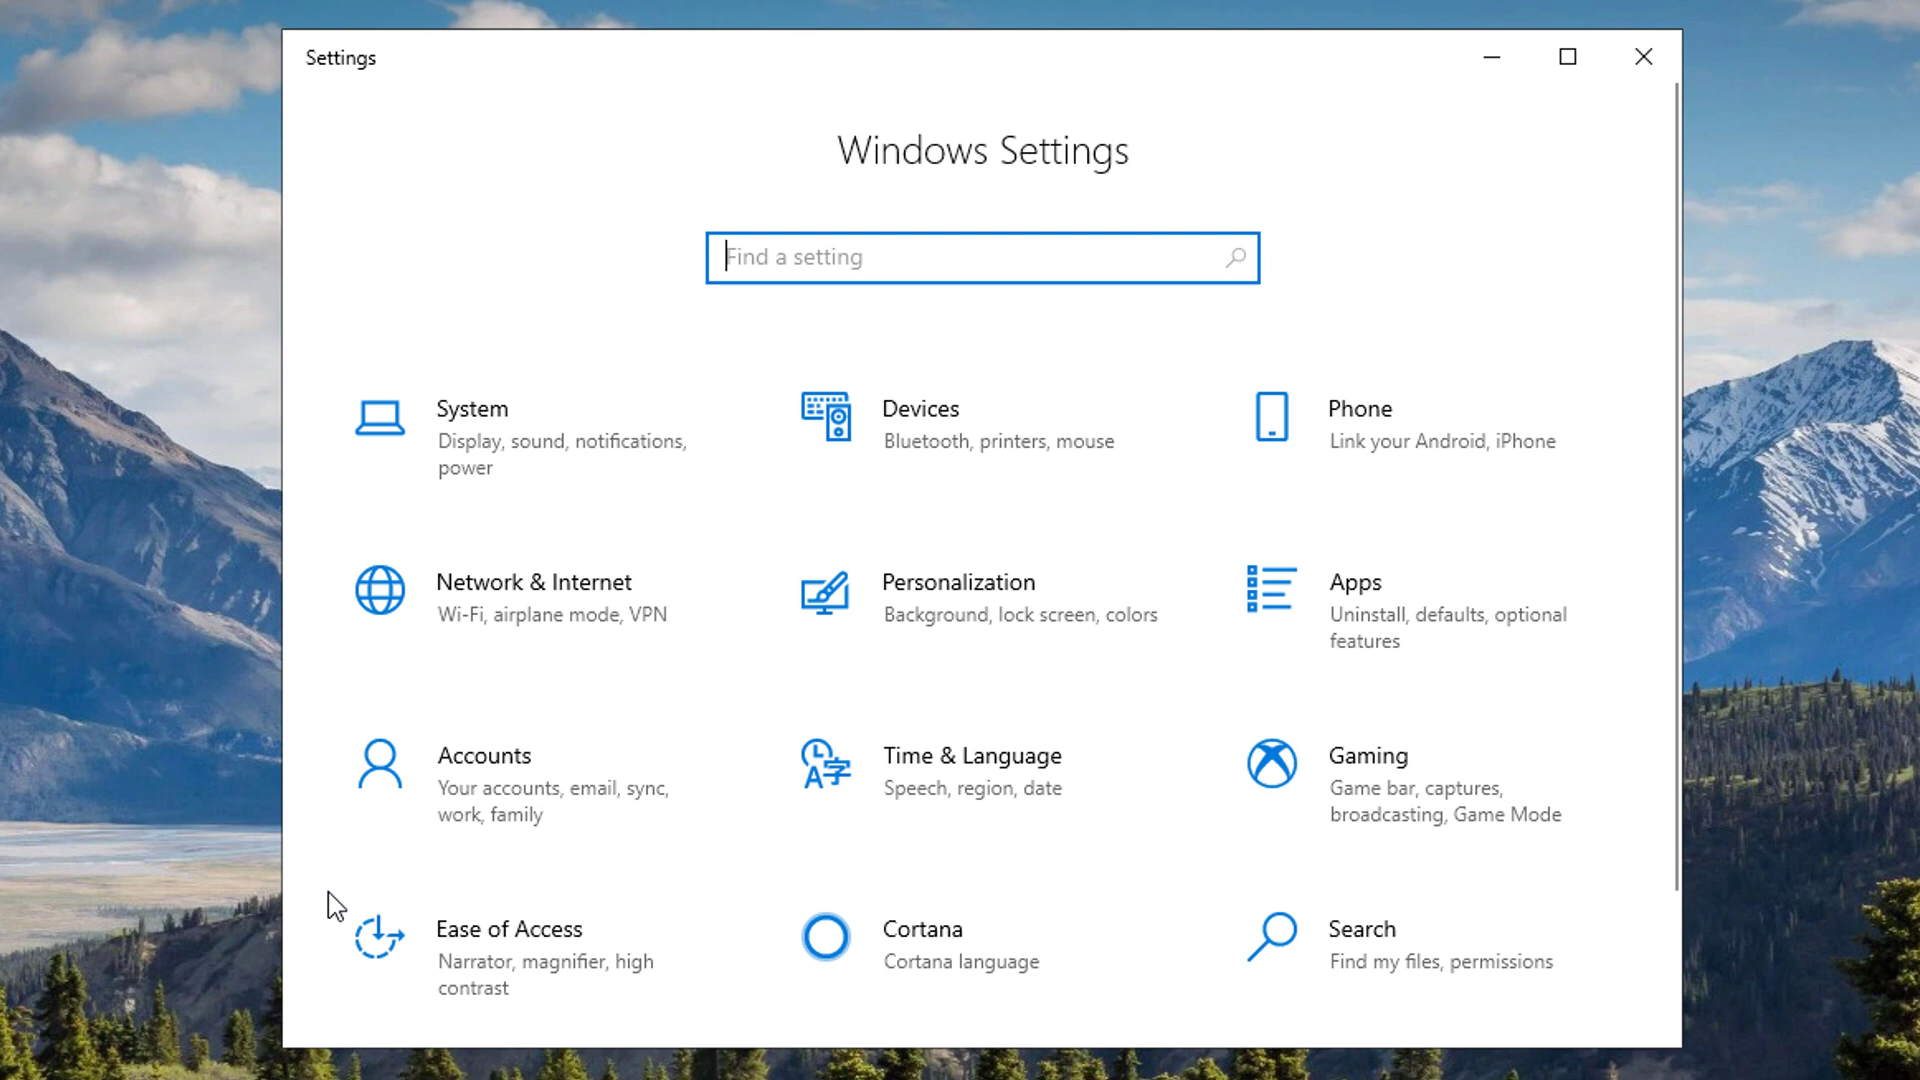 Settings
Windows Settings
Find a setting
System
Display, sound, notifications,
power
Devices
Bluetooth, printers, mouse
Phone
Link your Android, iPhone
Network & Internet
Wi-Fi, airplane mode, VPN
Personalization
Background, lock screen, colors
Apps
Uninstall, defaults, optional
features
Accounts
Your accounts, email, sync,
work, family
Time & Language
Speech, region, date
Gaming
Game bar, captures,
broadcasting, Game Mode
Ease of Access
Narrator, magnifier, high
contrast
Cortana
Cortana language
Search
Find my files, permissions